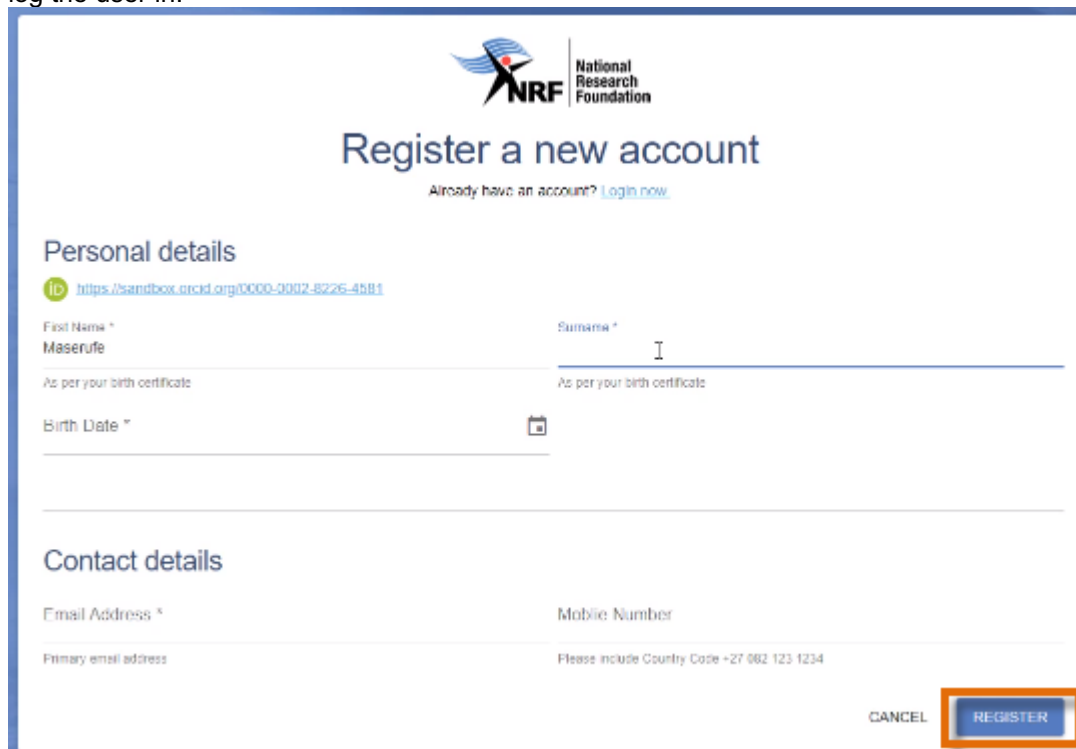 log the user in.
NRF National
Research
Foundation
Register a new account
Already have an account? Login now.
Personal details
iD https://sandbox.orcid.org/0000-0002-8226-4581
First Name * Surname *
Maserufe
As per your birth certificate As per your birth certificate
Birth Date *
Contact details
Email Address * Moblie Number
Primary email address Please include Country Code +27 082 123 1234
CANCEL REGISTER